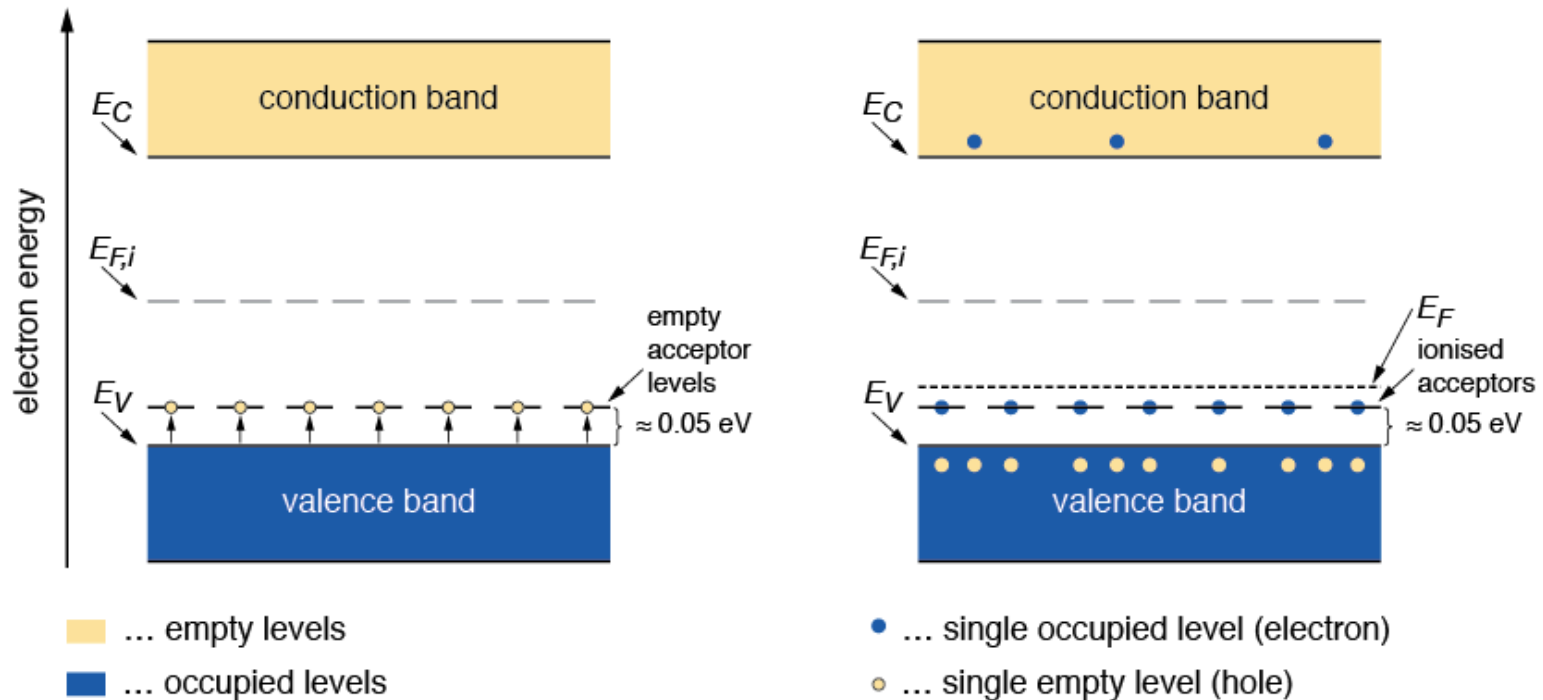 electron energy
conduction band
E_C
E_F,i
empty
acceptor
levels
E_V
≈ 0.05 eV
valence band
conduction band
E_C
E_F,i
E_F
ionised
acceptors
E_V
≈ 0.05 eV
valence band
... empty levels
... occupied levels
... single occupied level (electron)
... single empty level (hole)